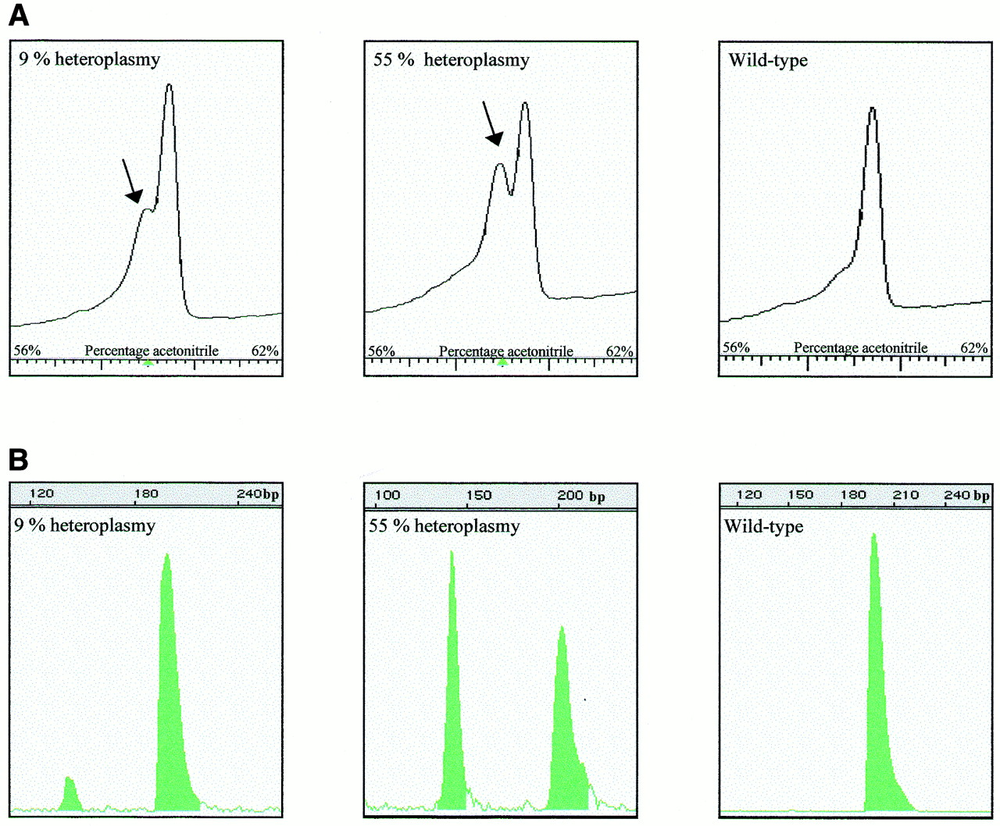 A
9 % heteroplasmy
55 % heteroplasmy
Wild-type
56% Percentage acetonitrile 62%
56% Percentage acetonitrile 62%
56% Percentage acetonitrile 62%
B
120 180 240bp
100 150 200 bp
120 150 180 210 240 bp
9 % heteroplasmy
55 % heteroplasmy
Wild-type